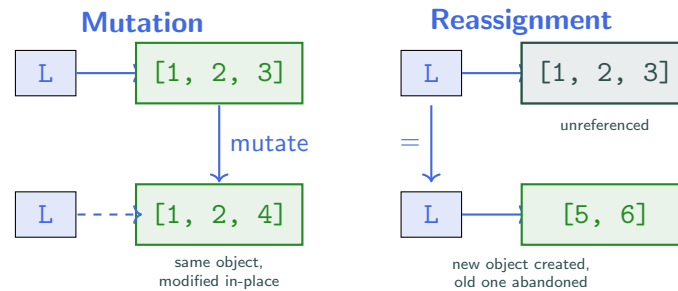 Mutation
L
[1, 2, 3]
mutate
L
[1, 2, 4]
same object,
modified in-place
Reassignment
L
[1, 2, 3]
unreferenced
=
L
[5, 6]
new object created,
old one abandoned